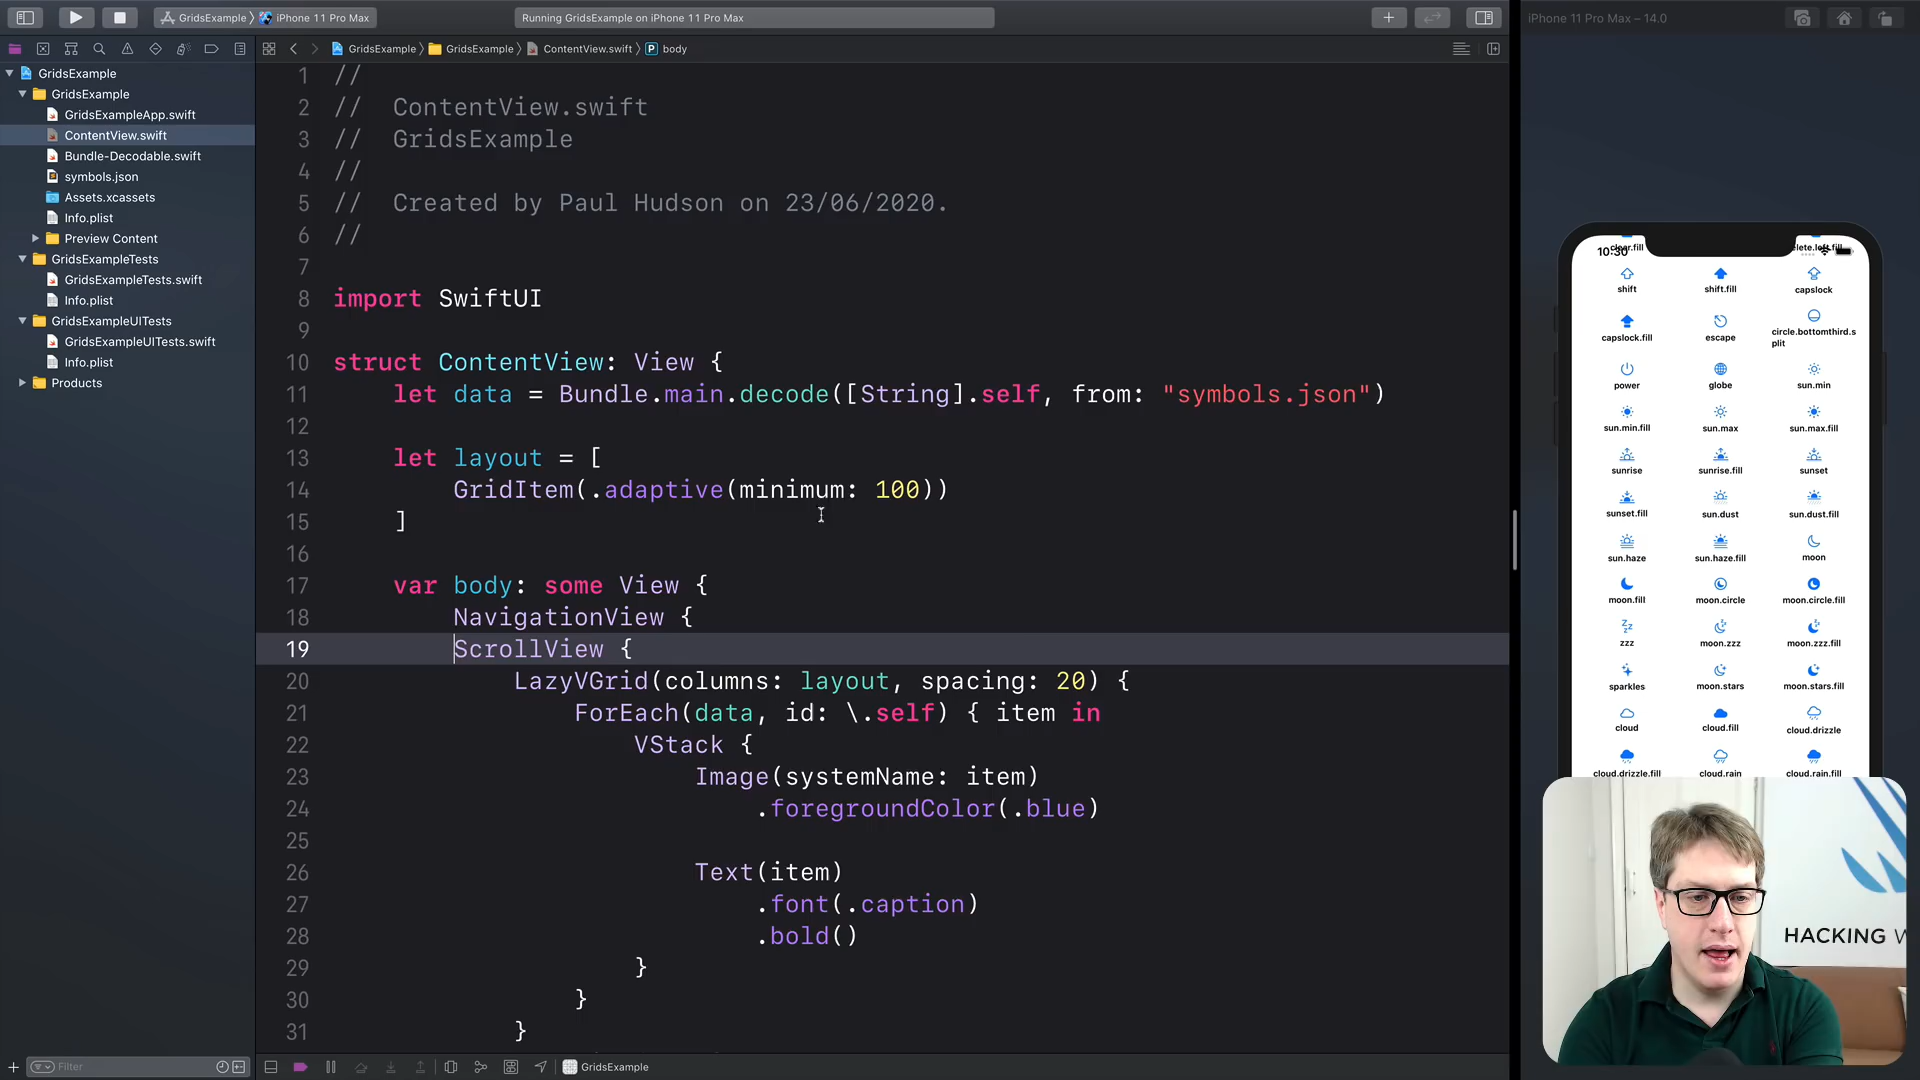 GridsExample
iPhone 11 Pro Max
Running GridsExample on iPhone 11 Pro Max
iPhone 11 Pro Max – 14.0
GridsExample
GridsExample
ContentView.swift
P
body
GridsExample
GridsExample
GridsExampleApp.swift
ContentView.swift
Bundle-Decodable.swift
symbols.json
Assets.xcassets
Info.plist
Preview Content
GridsExampleTests
GridsExampleTests.swift
Info.plist
GridsExampleUITests
GridsExampleUITests.swift
Info.plist
Products
Filter
1 //
2 //  ContentView.swift
3 //  GridsExample
4 //
5 //  Created by Paul Hudson on 23/06/2020.
6 //
7
8 import SwiftUI
9
10 struct ContentView: View {
11     let data = Bundle.main.decode([String].self, from: "symbols.json")
12
13     let layout = [
14         GridItem(.adaptive(minimum: 100))
15     ]
16
17     var body: some View {
18         NavigationView {
19         ScrollView {
20             LazyVGrid(columns: layout, spacing: 20) {
21                 ForEach(data, id: \.self) { item in
22                     VStack {
23                         Image(systemName: item)
24                             .foregroundColor(.blue)
25
26                         Text(item)
27                             .font(.caption)
28                             .bold()
29                     }
30                 }
31             }
GridsExample
10:30
shift shift.fill capslock
capslock.fill escape circle.bottomthird.s
plit
power globe sun.min
sun.min.fill sun.max sun.max.fill
sunrise sunrise.fill sunset
sunset.fill sun.dust sun.dust.fill
sun.haze sun.haze.fill moon
moon.fill moon.circle moon.circle.fill
zzz moon.zzz moon.zzz.fill
sparkles moon.stars moon.stars.fill
cloud cloud.fill cloud.drizzle
cloud.drizzle.fill cloud.rain cloud.rain.fill
HACKING